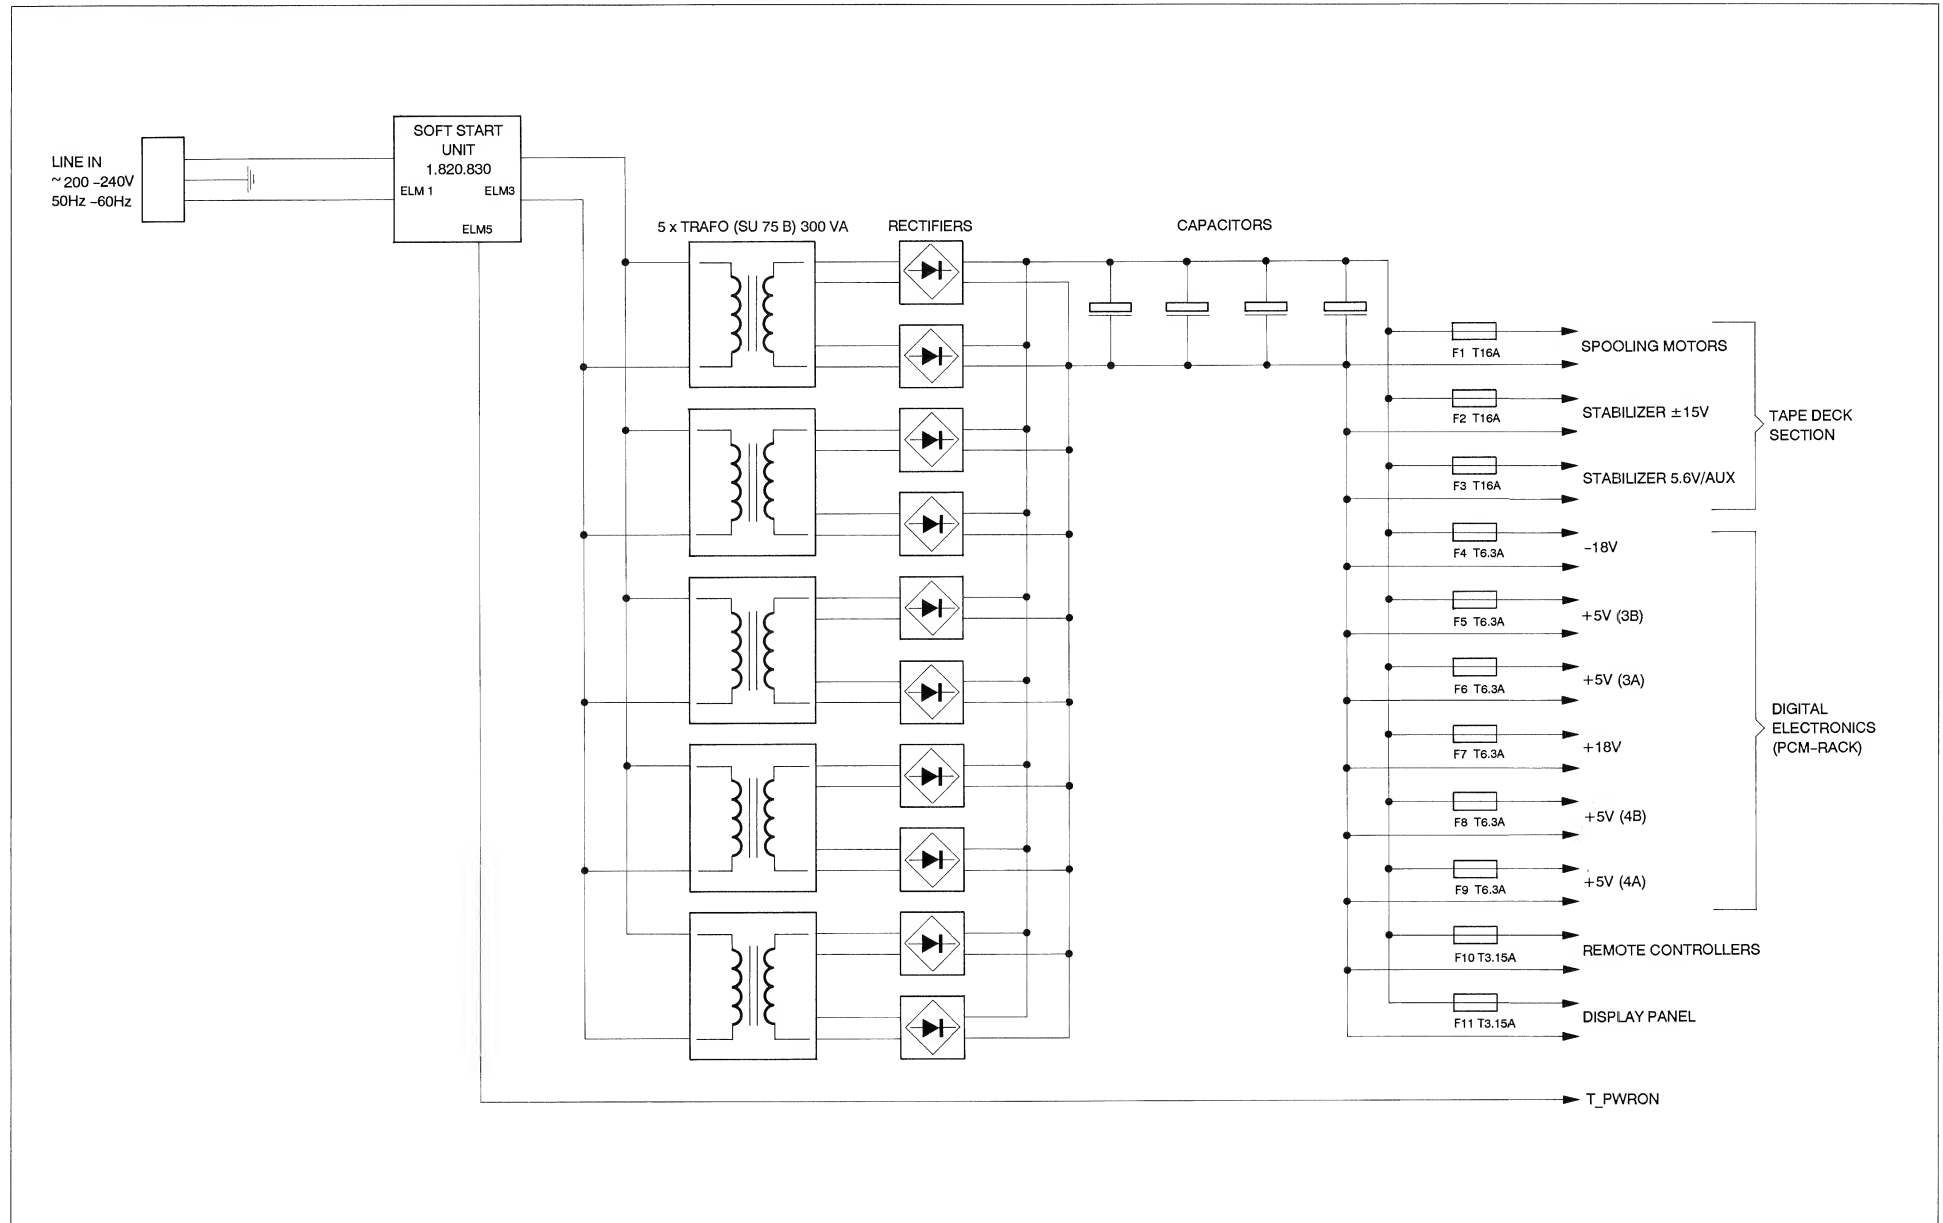 LINE IN
~ 200 -240V
50Hz -60Hz
SOFT START
UNIT
1.820.830
ELM 1 ELM3
ELM5
5 x TRAFO (SU 75 B) 300 VA
RECTIFIERS
CAPACITORS
F1 T16A
SPOOLING MOTORS
F2 T16A
STABILIZER ±15V
F3 T16A
STABILIZER 5.6V/AUX
TAPE DECK
SECTION
F4 T6.3A
-18V
F5 T6.3A
+5V (3B)
F6 T6.3A
+5V (3A)
F7 T6.3A
+18V
F8 T6.3A
+5V (4B)
F9 T6.3A
+5V (4A)
DIGITAL
ELECTRONICS
(PCM-RACK)
F10 T3.15A
REMOTE CONTROLLERS
F11 T3.15A
DISPLAY PANEL
T_PWRON